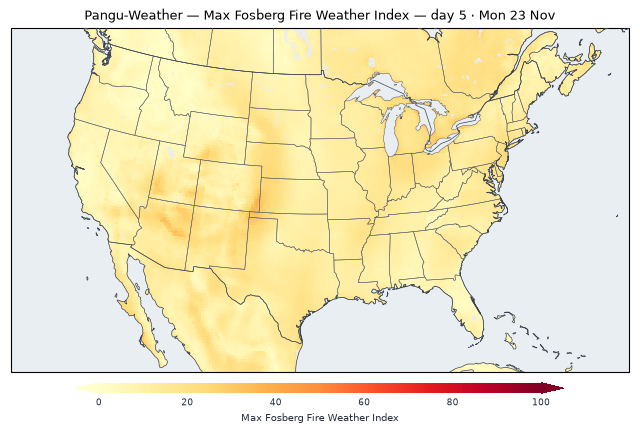 Pangu-Weather — Max Fosberg Fire Weather Index — day 5 · Mon 23 Nov
0 20 40 60 80 100
Max Fosberg Fire Weather Index